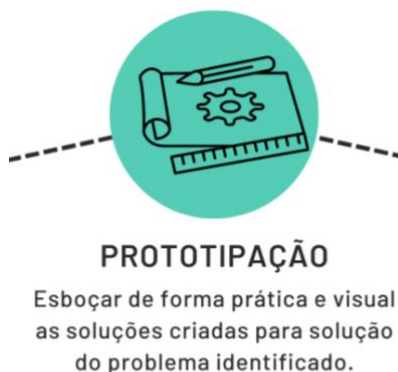 PROTOTIPAÇÃO
Esboçar de forma prática e visual
as soluções criadas para solução
do problema identificado.